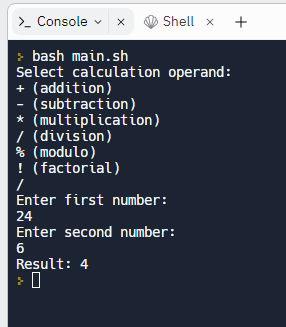 Console
Shell
bash main.sh
Select calculation operand:
+ (addition)
- (subtraction)
* (multiplication)
/ (division)
% (modulo)
! (factorial)
/
Enter first number:
24
Enter second number:
6
Result: 4